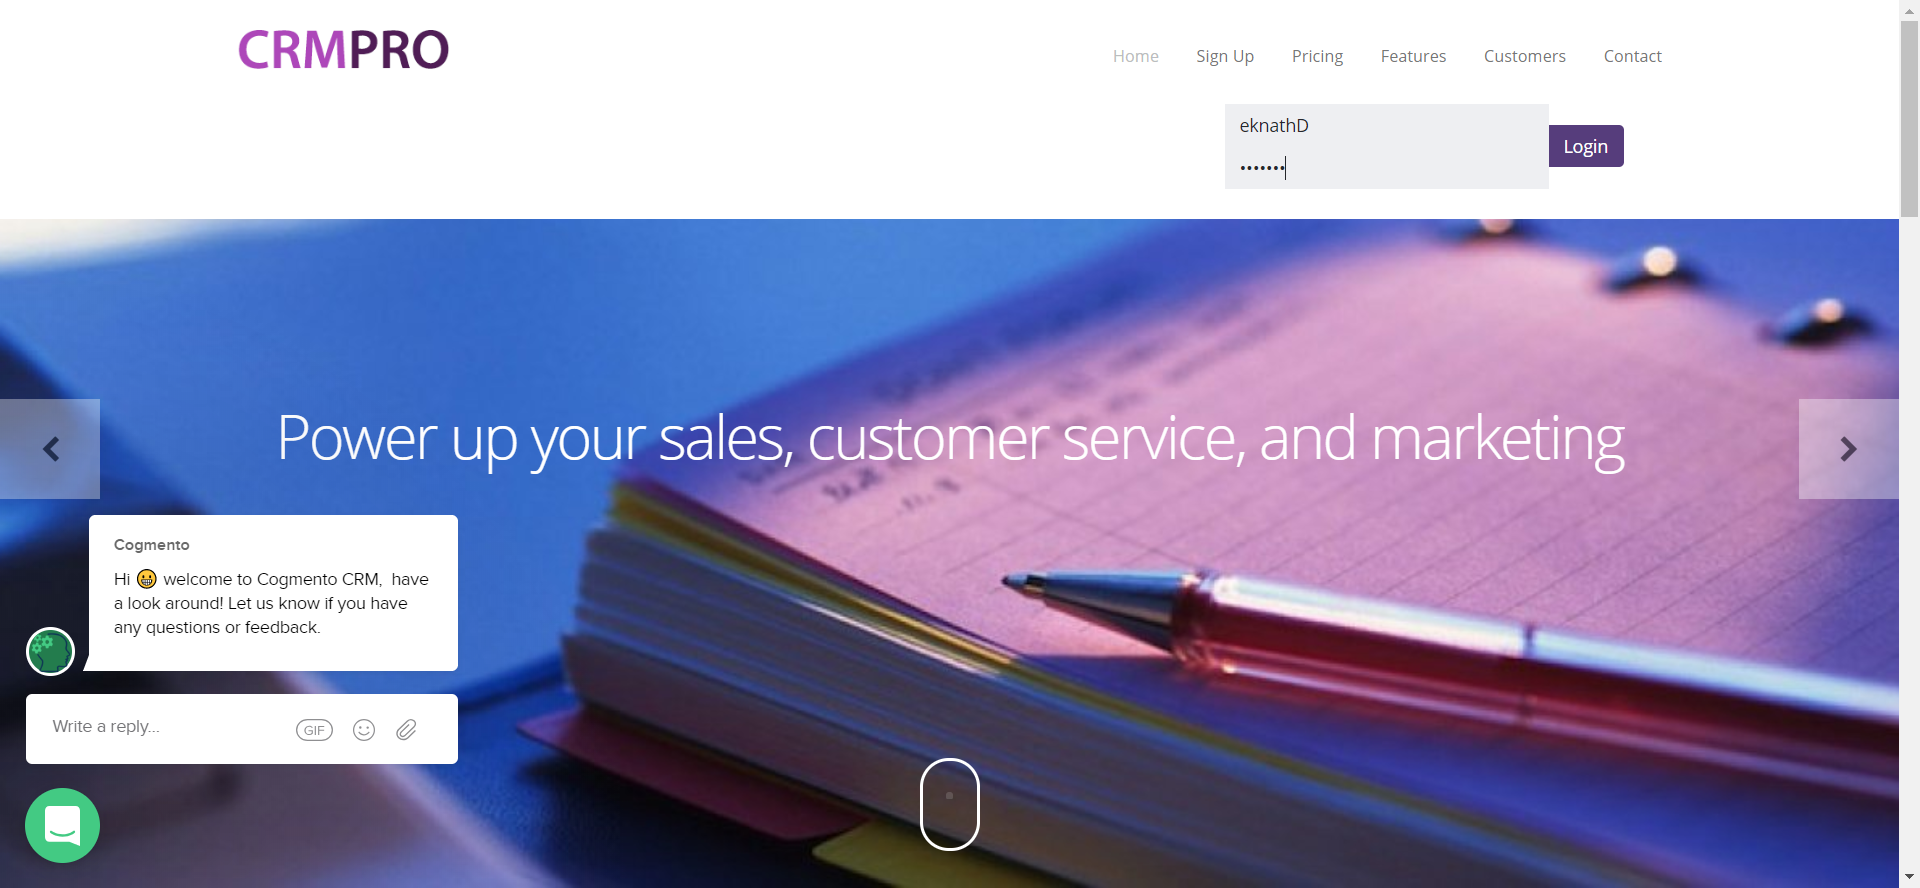 CRMPRO
Home Sign Up Pricing Features Customers Contact
eknathD
•••••••
Login
Power up your sales, customer service, and marketing
Cogmento
Hi 😀 welcome to Cogmento CRM, have
a look around! Let us know if you have
any questions or feedback.
Write a reply...
GIF